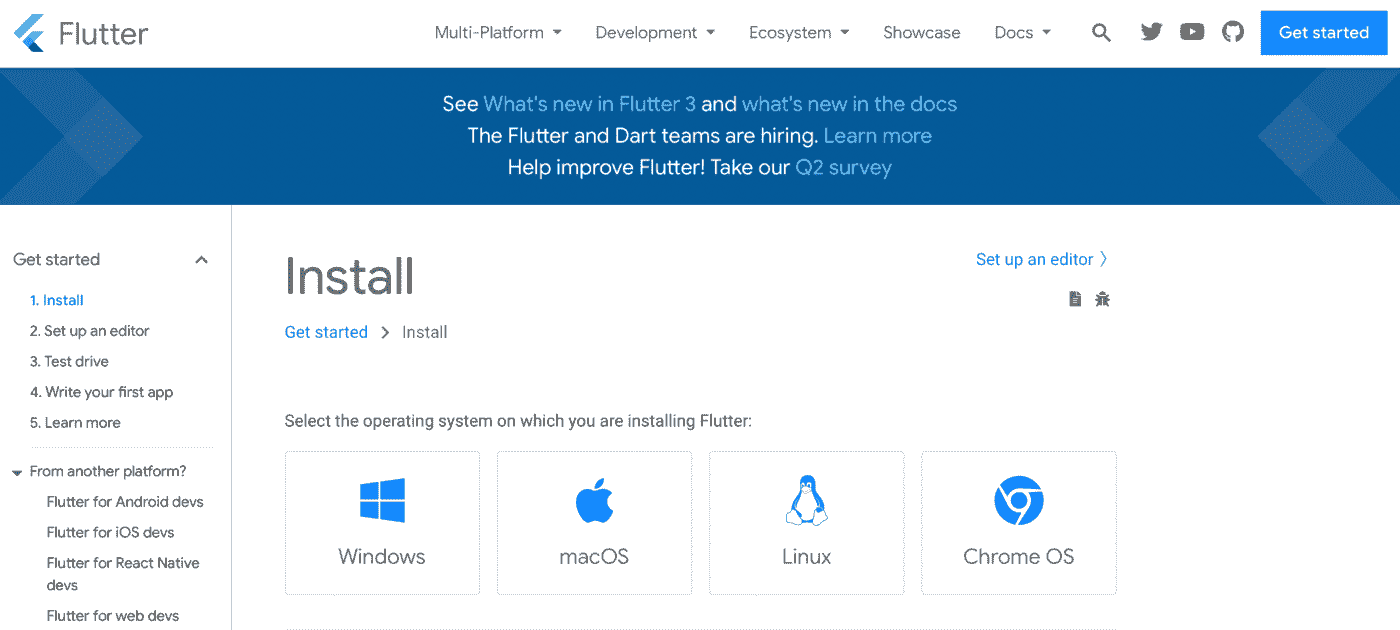 Flutter
Multi-Platform
Development
Ecosystem
Showcase
Docs
Get started
See What's new in Flutter 3 and what's new in the docs
The Flutter and Dart teams are hiring. Learn more
Help improve Flutter! Take our Q2 survey
Get started
1. Install
2. Set up an editor
3. Test drive
4. Write your first app
5. Learn more
From another platform?
Flutter for Android devs
Flutter for iOS devs
Flutter for React Native
devs
Flutter for web devs
Install
Set up an editor
Get started
Install
Select the operating system on which you are installing Flutter:
Windows
macOS
Linux
Chrome OS